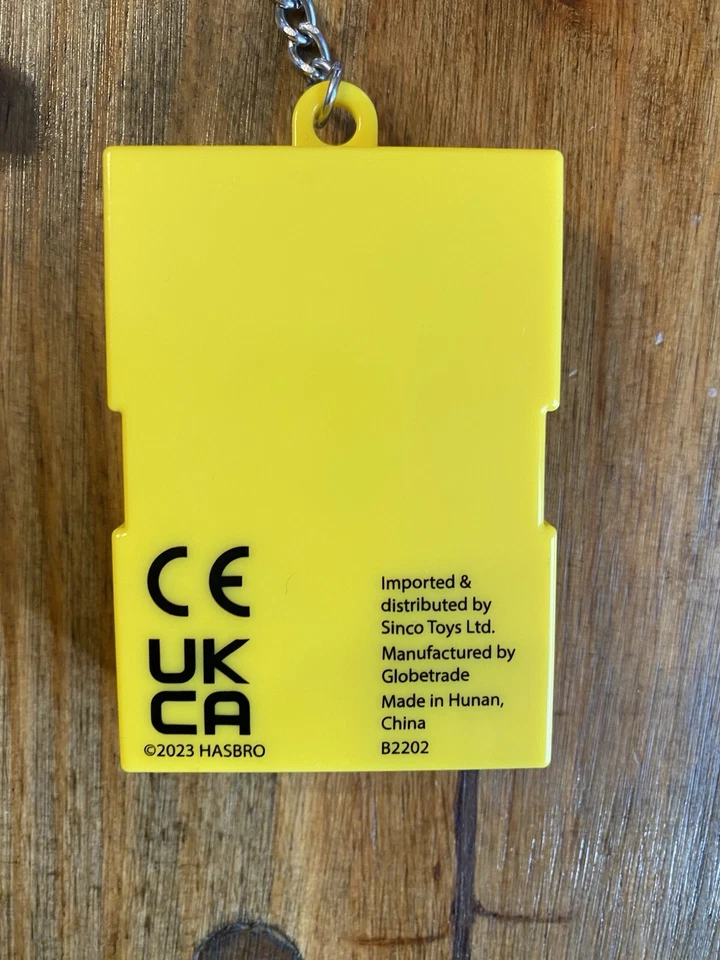 CE
UK
CA
©2023 HASBRO
Imported &
distributed by
Sinco Toys Ltd.
Manufactured by
Globetrade
Made in Hunan,
China
B2202